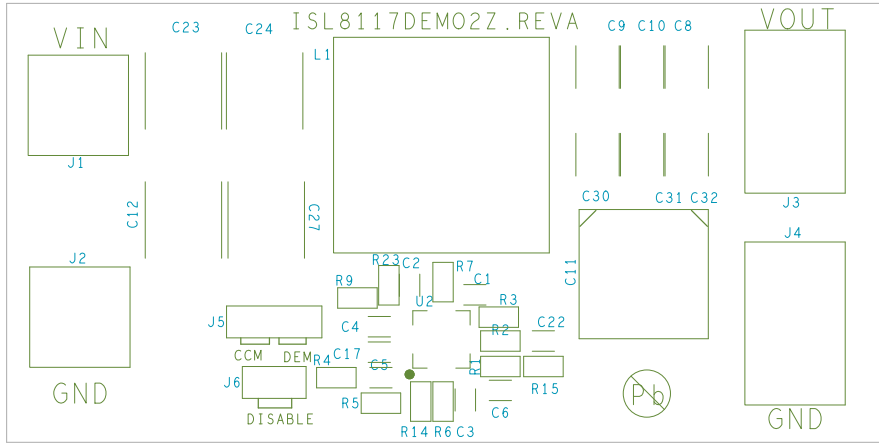 ISL8117DEMO2Z.REVA
VIN
C23
C24
L1
C9
C10
C8
VOUT
J1
C12
C27
C30
C31
C32
J3
J2
R23
C2
R7
C1
C11
J4
R9
U2
R3
J5
C4
R2
C22
CCM
DEM
C17
C5
R4
R1
J6
R15
GND
R5
DISABLE
R14
R6
C3
C6
Pb
GND